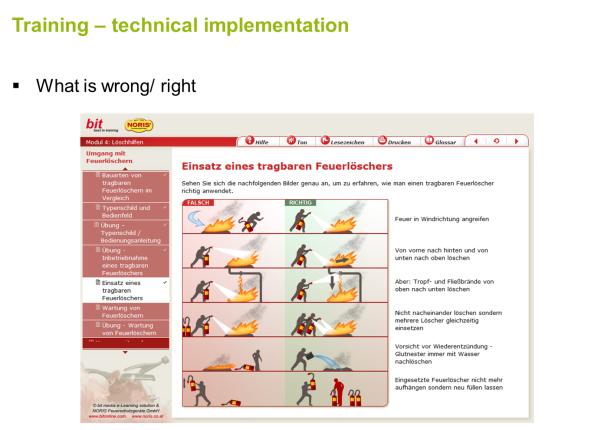 Training – technical implementation
▪ What is wrong/ right
bit
best in training
NORIS
Modul 4: Löschhilfen
Hilfe
Ton
Lesezeichen
Drucken
Glossar
Umgang mit
Feuerlöschern
Bauarten von
tragbaren
Feuerlöschern im
Vergleich
Typenschild und
Bedienfeld
Übung -
Typenschild /
Bedienungsanleitung
Übung -
Inbetriebnahme
eines tragbaren
Feuerlöschers
Einsatz eines
tragbaren
Feuerlöschers
Wartung von
Feuerlöschern
Übung - Wartung
von Feuerlöschern
© bit media e-Learning solution &
NORIS Feuerschutzgeräte GmbH
www.bitonline.com www.noris.co.at
Einsatz eines tragbaren Feuerlöschers
Sehen Sie sich die nachfolgenden Bilder genau an, um zu erfahren, wie man einen tragbaren Feuerlöscher
richtig anwendet.
FALSCH
RICHTIG
Feuer in Windrichtung angreifen
Von vorne nach hinten und von
unten nach oben löschen
Aber: Tropf- und Fließbrände von
oben nach unten löschen
Nicht nacheinander löschen sondern
mehrere Löscher gleichzeitig
einsetzen
Vorsicht vor Wiederentzündung -
Glutnester immer mit Wasser
nachlöschen
Eingesetzte Feuerlöscher nicht mehr
aufhängen sondern neu füllen lassen